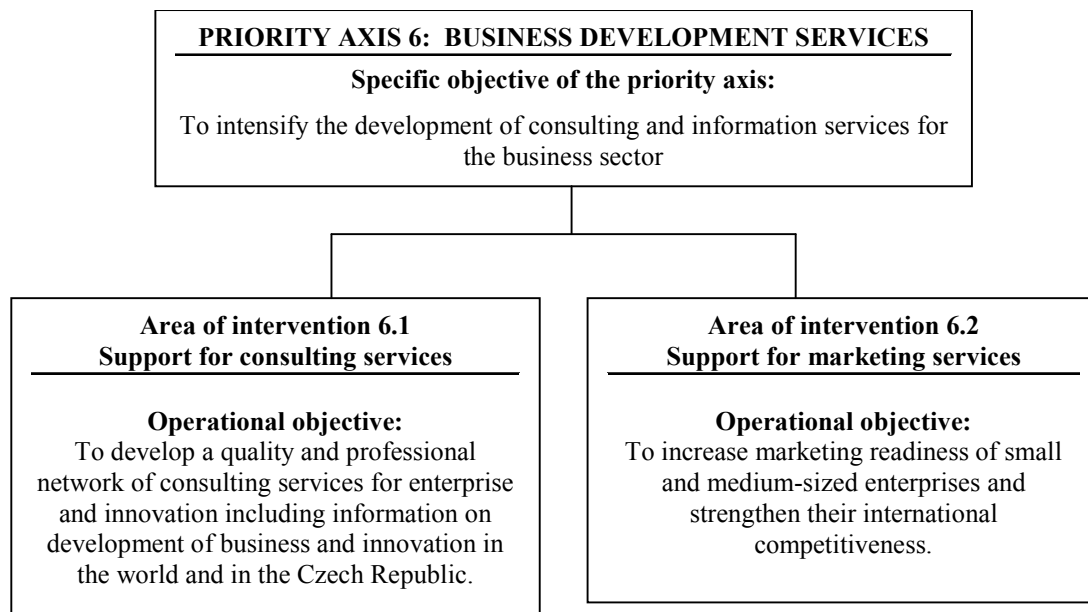 PRIORITY AXIS 6: BUSINESS DEVELOPMENT SERVICES
Specific objective of the priority axis:
To intensify the development of consulting and information services for
the business sector
Area of intervention 6.1
Support for consulting services
Operational objective:
To develop a quality and professional
network of consulting services for enterprise
and innovation including information on
development of business and innovation in
the world and in the Czech Republic.
Area of intervention 6.2
Support for marketing services
Operational objective:
To increase marketing readiness of small
and medium-sized enterprises and
strengthen their international
competitiveness.